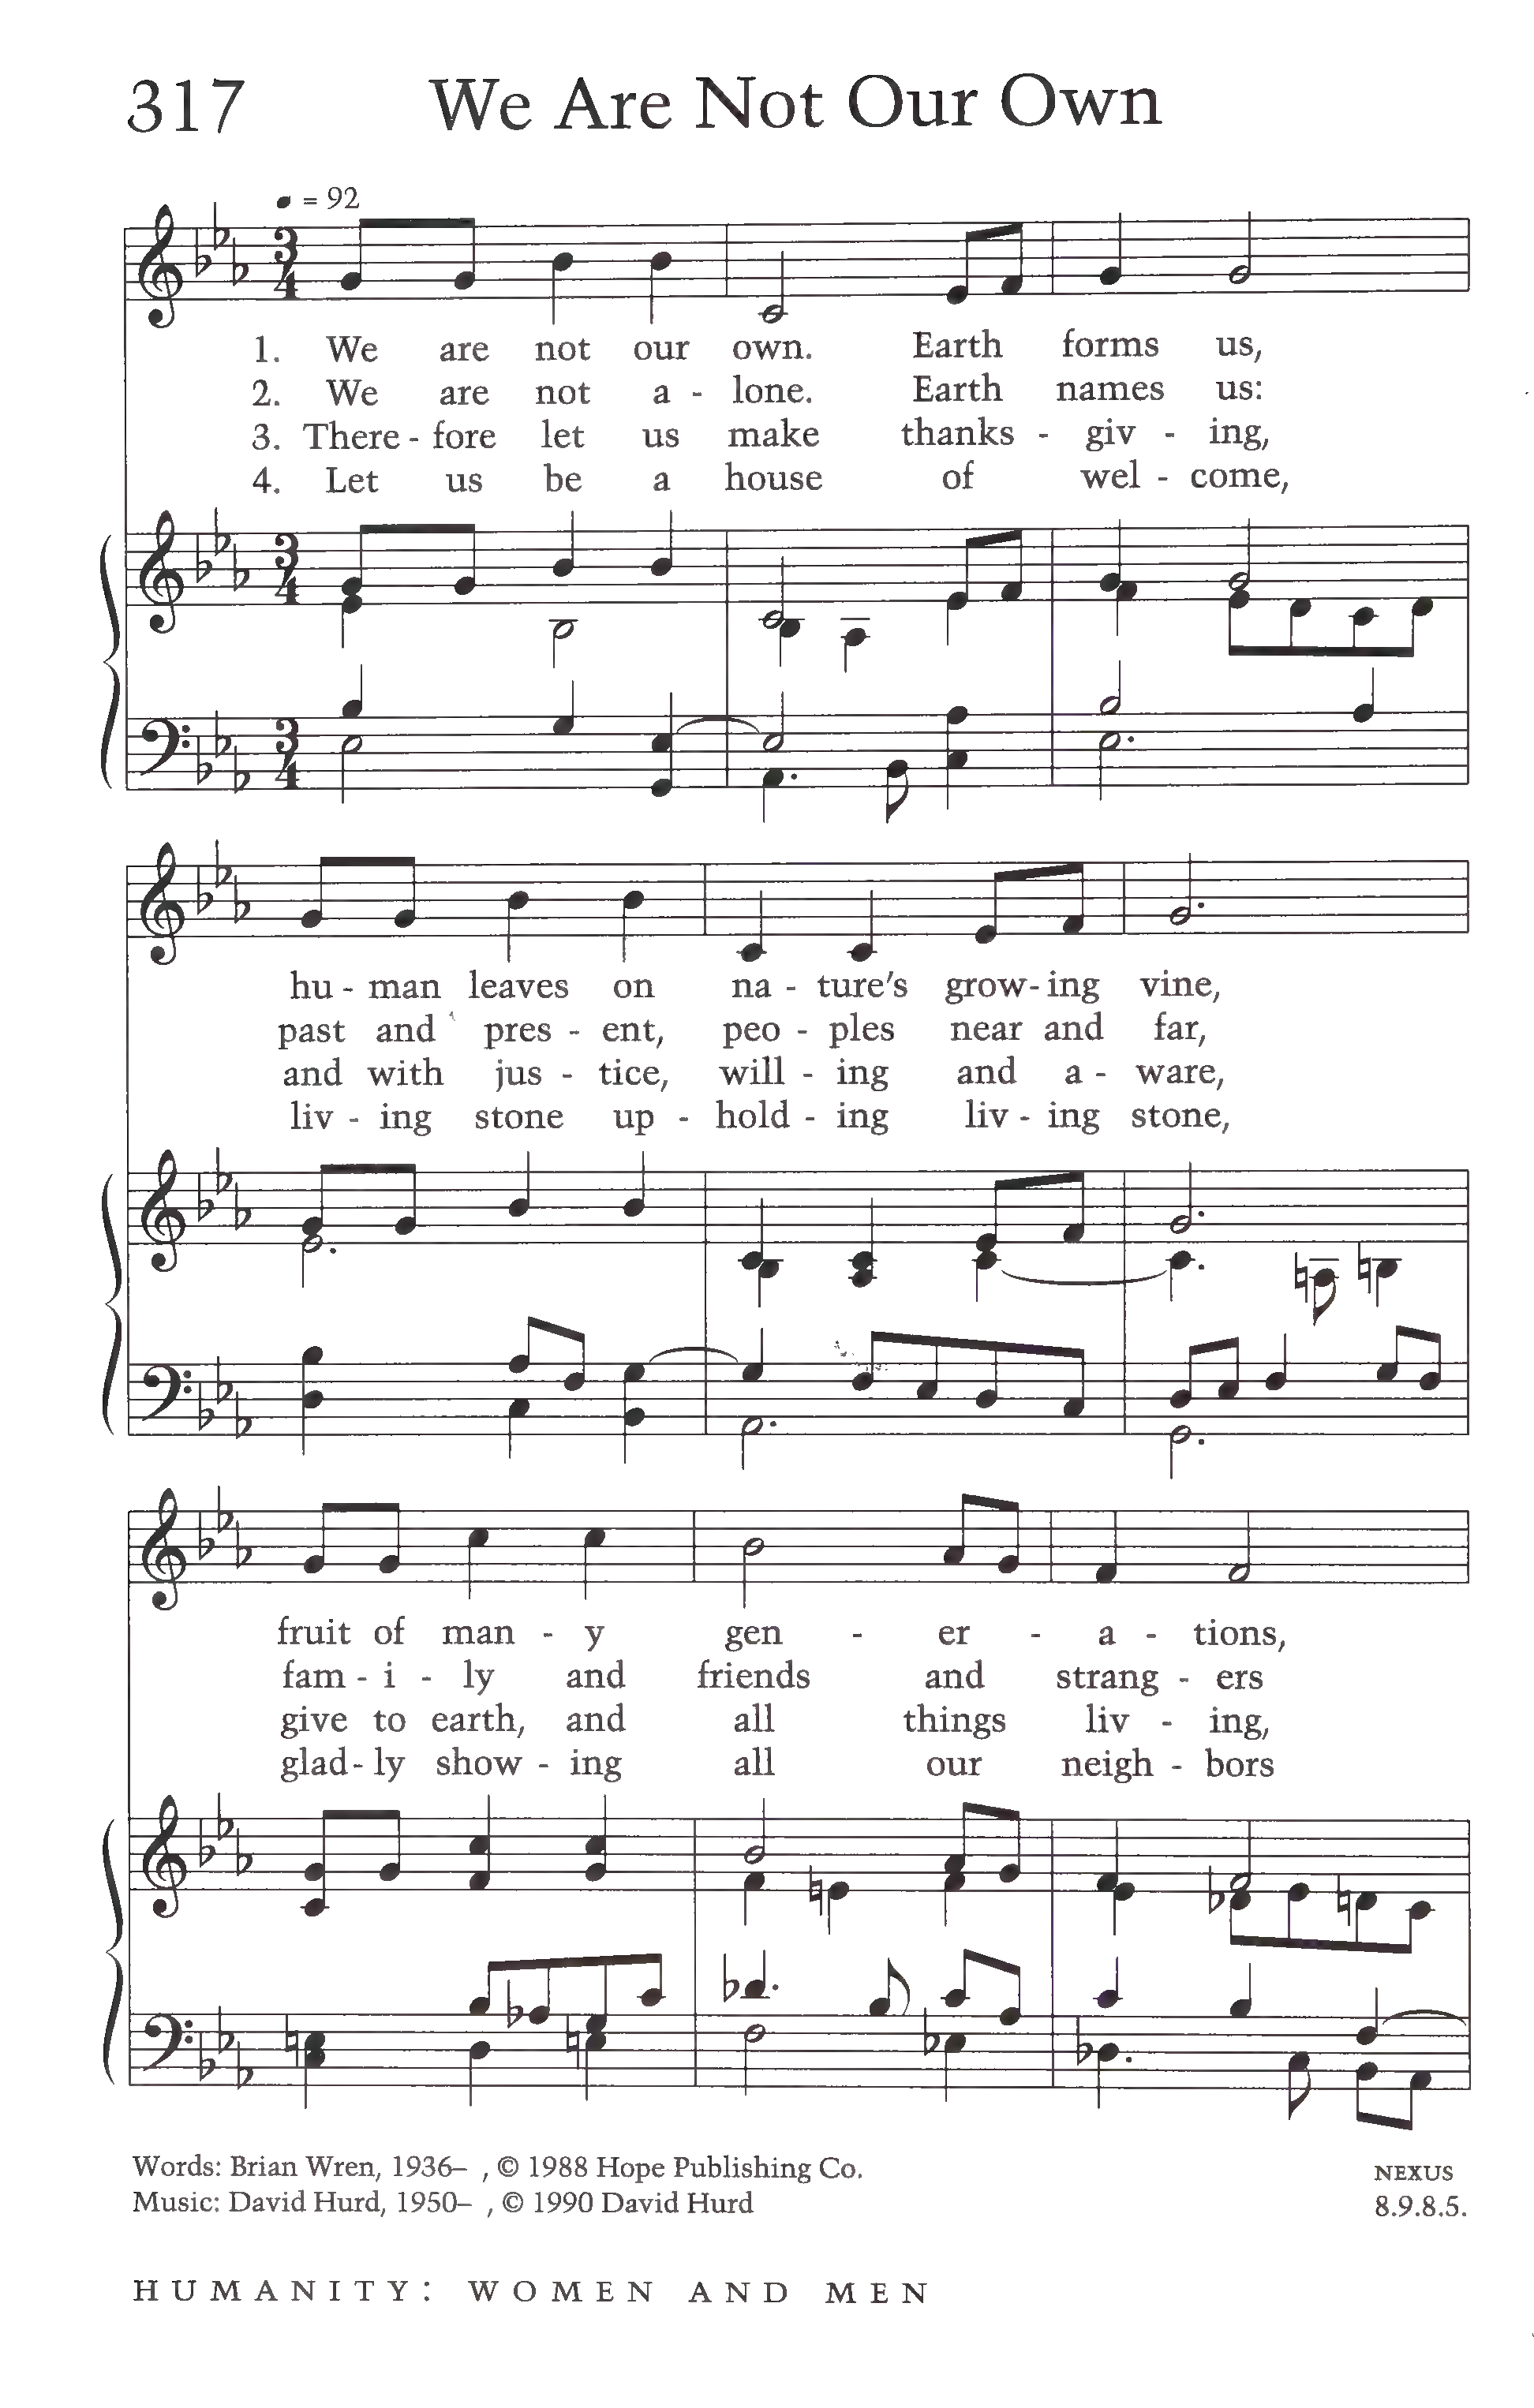 317 We Are Not Our Own
= 92
3 4
1. We are not our own. Earth forms us,
2. We are not a - lone. Earth names us:
3. There - fore let us make thanks - giv - ing,
4. Let us be a house of wel - come,
3 4
3 4
hu - man leaves on na - ture's grow - ing vine,
past and pres - ent, peo - ples near and far,
and with jus - tice, will - ing and a - ware,
liv - ing stone up - hold - ing liv - ing stone,
fruit of man - y gen - er - a - tions,
fam - i - ly and friends and strang - ers
give to earth, and all things liv - ing,
glad - ly show - ing all our neigh - bors
Words: Brian Wren, 1936– , © 1988 Hope Publishing Co. NEXUS
Music: David Hurd, 1950– , © 1990 David Hurd 8.9.8.5.
HUMANITY: WOMEN AND MEN